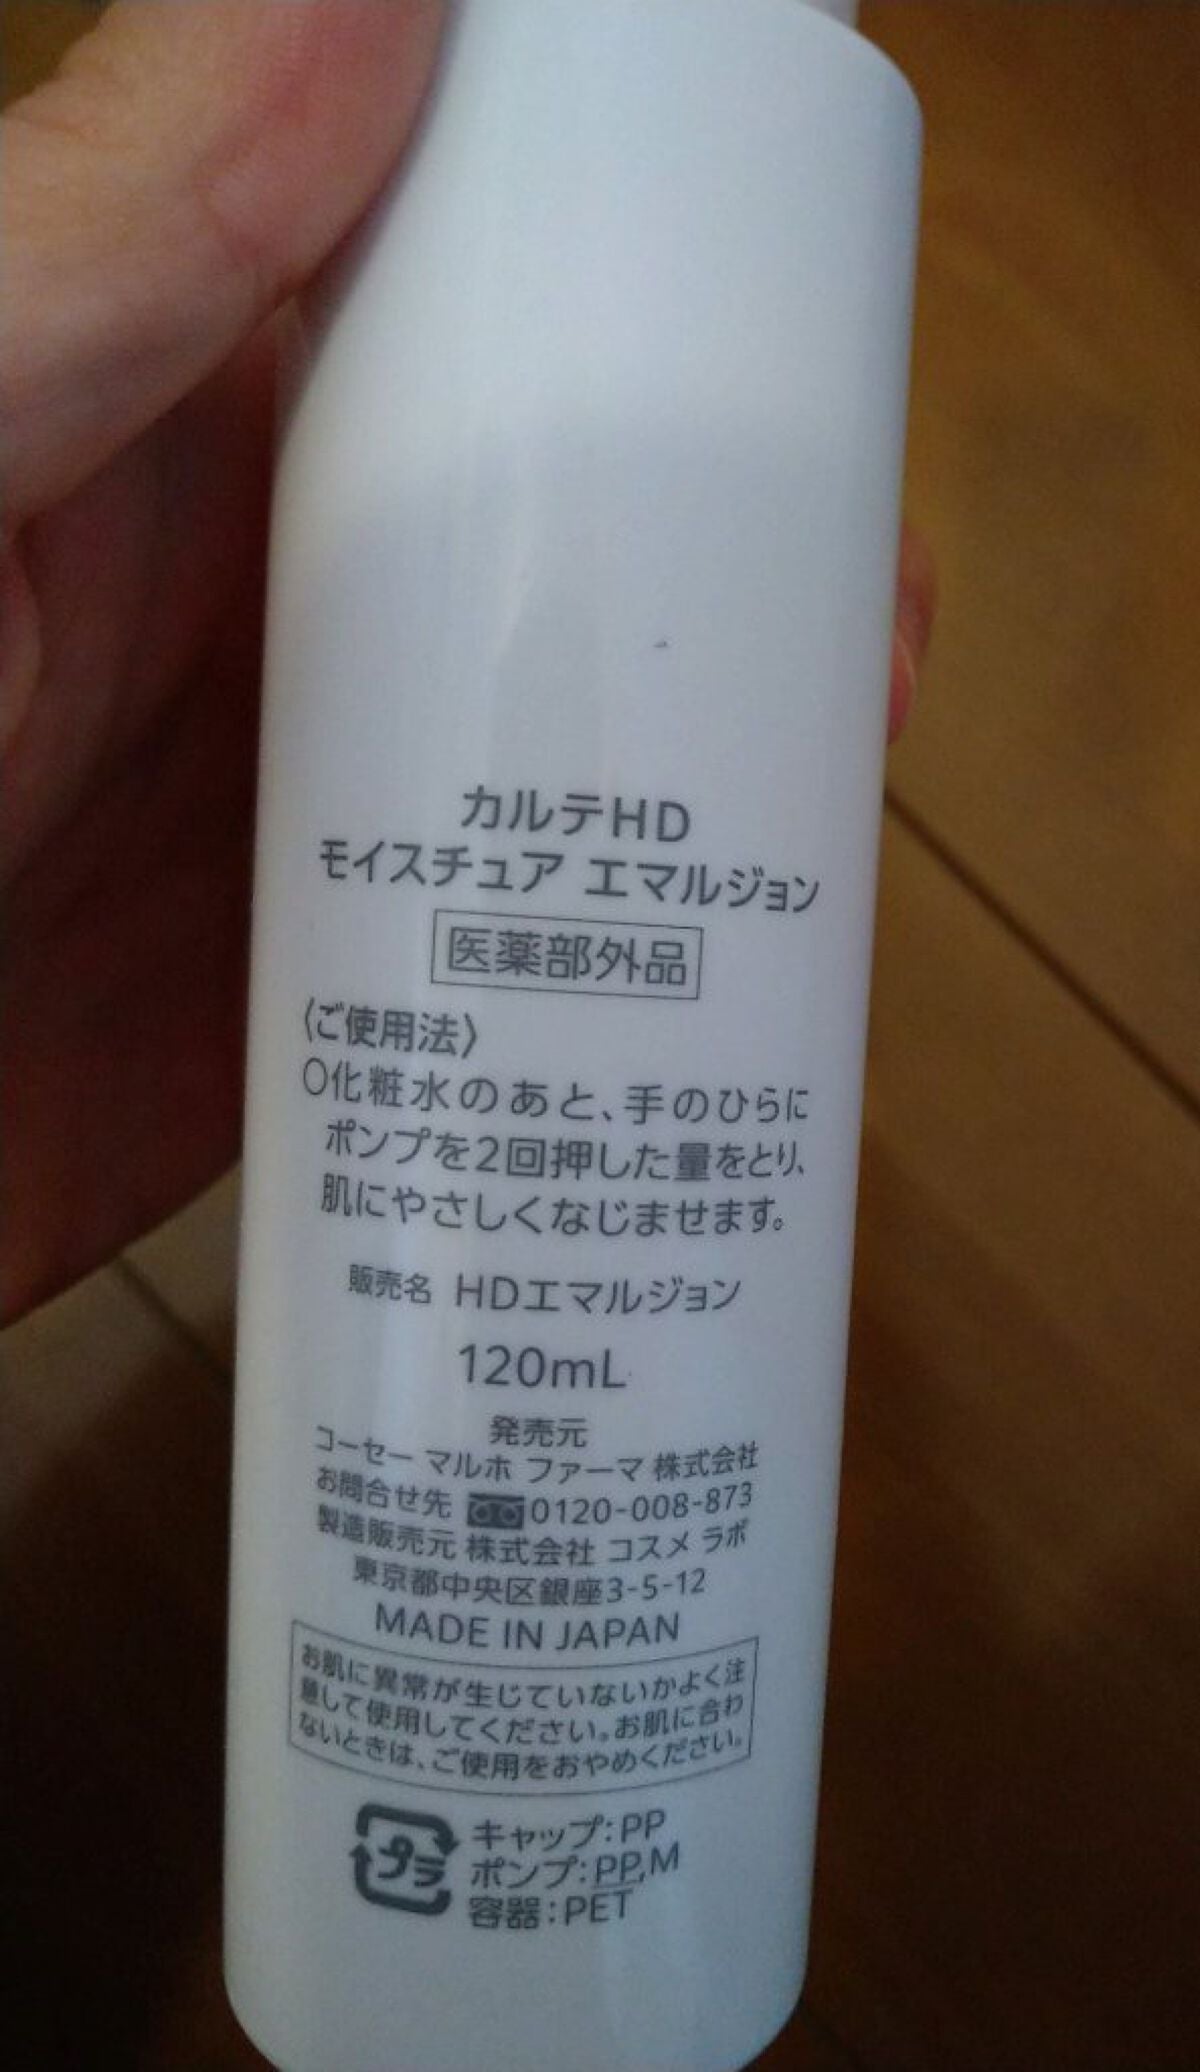 カルテHD
モイスチュア エマルジョン
医薬部外品
〈ご使用法〉
○化粧水のあと、手のひらに
ポンプを2回押した量をとり、
肌にやさしくなじませます。
販売名 HDエマルジョン
120mL
発売元
コーセー マルホ ファーマ 株式会社
お問合せ先 0120-008-873
製造販売元 株式会社 コスメ ラボ
東京都中央区銀座3-5-12
MADE IN JAPAN
お肌に異常が生じていないかよく注
意して使用してください。お肌に合わ
ないときは、ご使用をおやめください。
プラ
キャップ:PP
ポンプ:PP,M
容器:PET